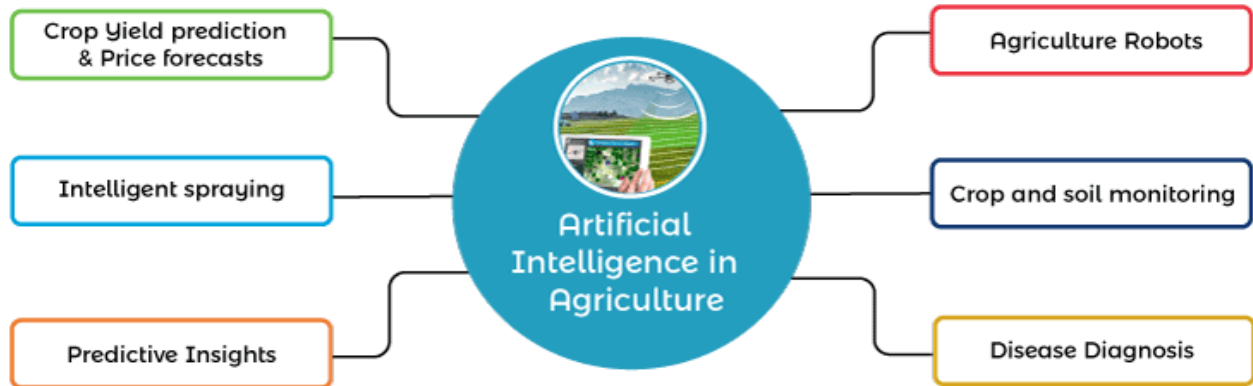 Crop Yield prediction
& Price forecasts
Intelligent spraying
Predictive Insights
Artificial
Intelligence in
Agriculture
Agriculture Robots
Crop and soil monitoring
Disease Diagnosis